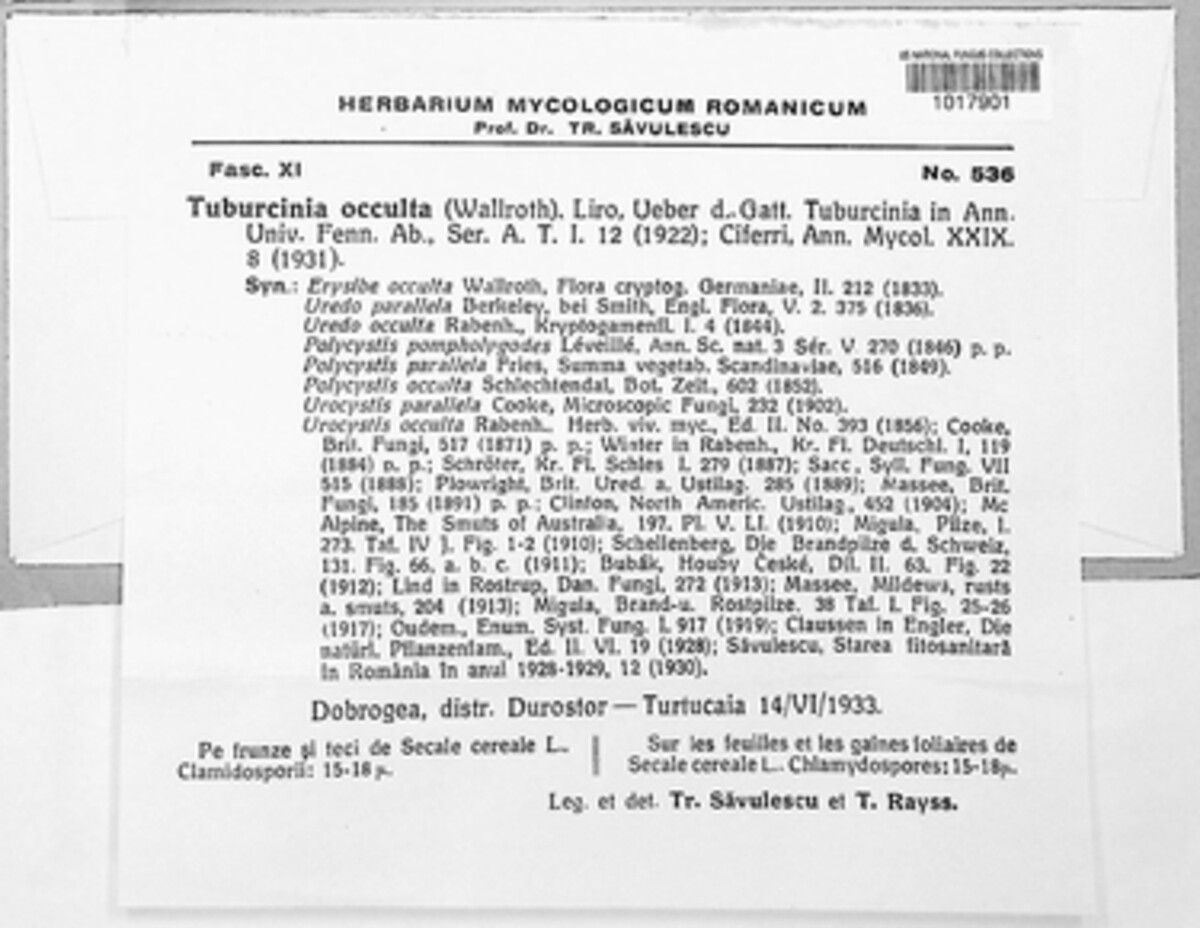 US NATIONAL FUNGUS COLLECTIONS
1017901
HERBARIUM MYCOLOGICUM ROMANICUM
Prof. Dr. TR. SĂVULESCU
Fasc. XI
No. 536
Tuburcinia occulta (Wallroth). Liro, Ueber d. Gatt. Tuburcinia in Ann.
Univ. Fenn. Ab., Ser. A. T. I. 12 (1922); Ciferri, Ann. Mycol. XXIX.
8 (1931).
Syn.: Erysibe occulta Wallroth, Flora cryptog. Germaniae, II. 212 (1833).
Uredo parallela Berkeley, bei Smith, Engl. Flora, V. 2. 375 (1836).
Uredo occulta Rabenh., Kryptogamenfl. I. 4 (1844).
Polycystis pompholygodes Léveillé, Ann. Sc. nat. 3 Sér. V. 270 (1846) p. p.
Polycystis parallela Fries, Summa vegetab. Scandinaviae, 516 (1849).
Polycystis occulta Schlechtendal, Bot. Zeit., 602 (1852).
Urocystis parallela Cooke, Microscopic Fungi, 232 (1902).
Urocystis occulta Rabenh.. Herb. viv. myc., Ed. II. No. 393 (1856); Cooke,
Brit. Fungi, 517 (1871) p. p.; Winter in Rabenh., Kr. Fl. Deutschl. I, 119
(1884) p. p.; Schröter, Kr. Fl. Schles I. 279 (1887); Sacc., Syll. Fung. VII
515 (1888); Plowright, Brit. Ured. a. Ustilag. 285 (1889); Massee, Brit.
Fungi, 185 (1891) p. p.; Clinton, North Americ. Ustilag., 452 (1904); Mc
Alpine, The Smuts of Australia, 197. Pl. V. LI. (1910); Migula, Pilze, I.
273. Taf. IV J. Fig. 1-2 (1910); Schellenberg, Die Brandpilze d. Schweiz,
131. Fig. 66. a. b. c. (1911); Bubák, Houby České, Díl II. 63. Fig. 22
(1912); Lind in Rostrup, Dan. Fungi, 272 (1913); Massee, Mildews, rusts
a. smuts, 204 (1913); Migula, Brand-u. Rostpilze. 38 Taf. I. Fig. 25-26
(1917); Oudem., Enum. Syst. Fung. I. 917 (1919); Claussen in Engler, Die
natürl. Pflanzenfam., Ed. II. VI. 19 (1928); Săvulescu, Starea fitosanitară
în România în anul 1928-1929, 12 (1930).
Dobrogea, distr. Durostor — Turtucaia 14/VI/1933.
Pe frunze și teci de Secale cereale L..
Clamidosporii: 15-18 μ.
Sur les feuilles et les gaînes foliaires de
Secale cereale L.. Chlamydospores: 15-18μ.
Leg. et det. Tr. Săvulescu et T. Rayss.